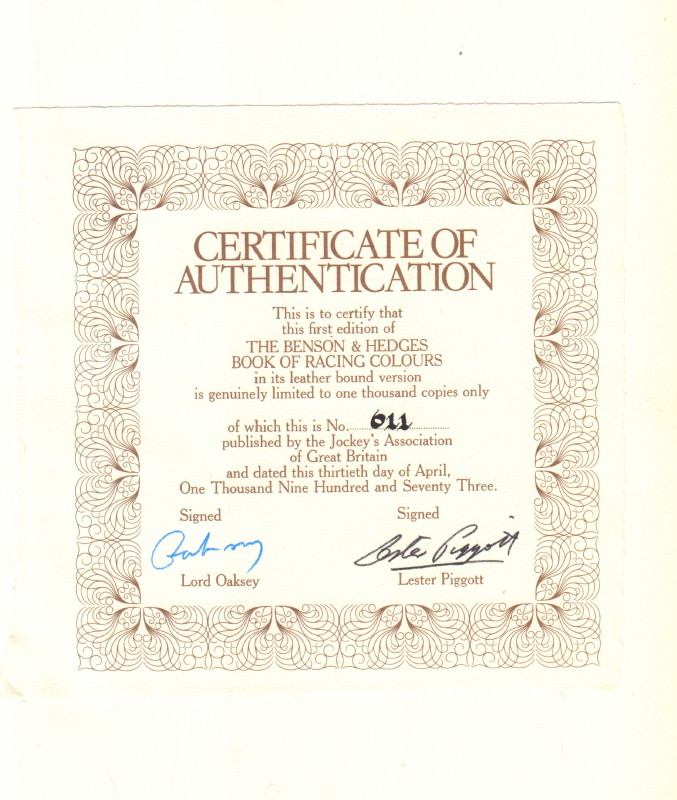 CERTIFICATE OF
AUTHENTICATION
This is to certify that
this first edition of
THE BENSON & HEDGES
BOOK OF RACING COLOURS
in its leather bound version
is genuinely limited to one thousand copies only
of which this is No. 611
published by the Jockey's Association
of Great Britain
and dated this thirtieth day of April,
One Thousand Nine Hundred and Seventy Three.
Signed Signed
Oaksey Lester Piggott
Lord Oaksey Lester Piggott